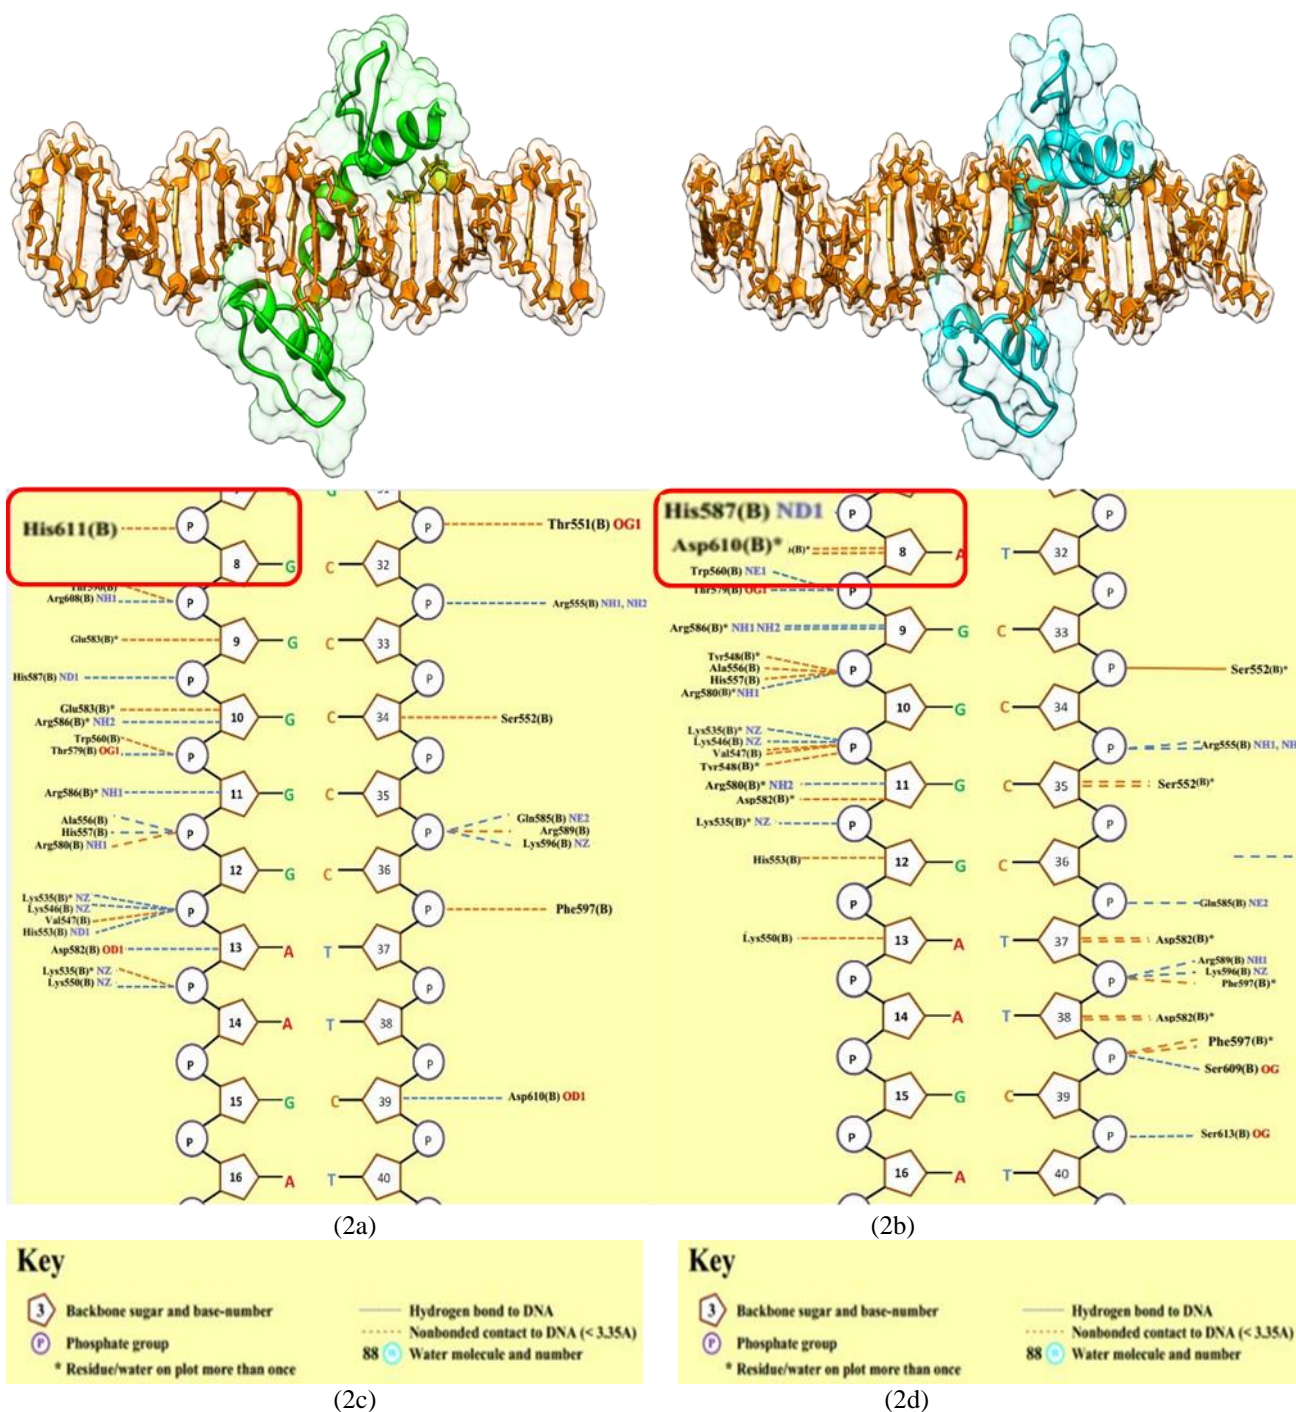 His611(B)
P
P
Thr551(B) OG1
8
G
C
32
Thr590(B)
Arg608(B) NH1
P
P
Arg555(B) NH1, NH2
Glu583(B)*
9
G
C
33
His587(B) ND1
P
P
Glu583(B)*
Arg586(B)* NH2
10
G
C
34
Ser552(B)
Trp560(B)
Thr579(B) OG1
P
P
Arg586(B)* NH1
11
G
C
35
Ala556(B)
His557(B)
Arg580(B) NH1
P
P
Gln585(B) NE2
Arg589(B)
Lys596(B) NZ
12
G
C
36
Lys535(B)* NZ
Lys546(B) NZ
Val547(B)
His553(B) ND1
P
P
Phe597(B)
Asp582(B) OD1
13
A
T
37
Lys535(B)* NZ
Lys550(B) NZ
P
P
14
A
T
38
P
P
15
G
C
39
Asp610(B) OD1
P
P
16
A
T
40
His587(B) ND1
P
P
Asp610(B)*
(B)*
8
A
T
32
Trp560(B) NE1
Thr579(B) OG1
P
P
Arg586(B)* NH1 NH2
9
G
C
33
Tyr548(B)*
Ala556(B)
His557(B)
Arg580(B)* NH1
P
P
Ser552(B)*
10
G
C
34
Lys535(B)* NZ
Lys546(B) NZ
Val547(B)
Tyr548(B)*
P
P
Arg555(B) NH1, NH
Arg580(B)* NH2
Asp582(B)*
11
G
C
35
Ser552(B)*
Lys535(B)* NZ
P
P
His553(B)
12
G
C
36
P
P
Gln585(B) NE2
Lys550(B)
13
A
T
37
Asp582(B)*
P
P
Arg589(B) NH1
Lys596(B) NZ
Phe597(B)*
14
A
T
38
Asp582(B)*
P
P
Phe597(B)*
Ser609(B) OG
15
G
C
39
P
P
Ser613(B) OG
16
A
T
40
(2a)
(2b)
Key
3 Backbone sugar and base-number
P Phosphate group
* Residue/water on plot more than once
Hydrogen bond to DNA
Nonbonded contact to DNA (< 3.35A)
88 Water molecule and number
Key
3 Backbone sugar and base-number
P Phosphate group
* Residue/water on plot more than once
Hydrogen bond to DNA
Nonbonded contact to DNA (< 3.35A)
88 Water molecule and number
(2c)
(2d)